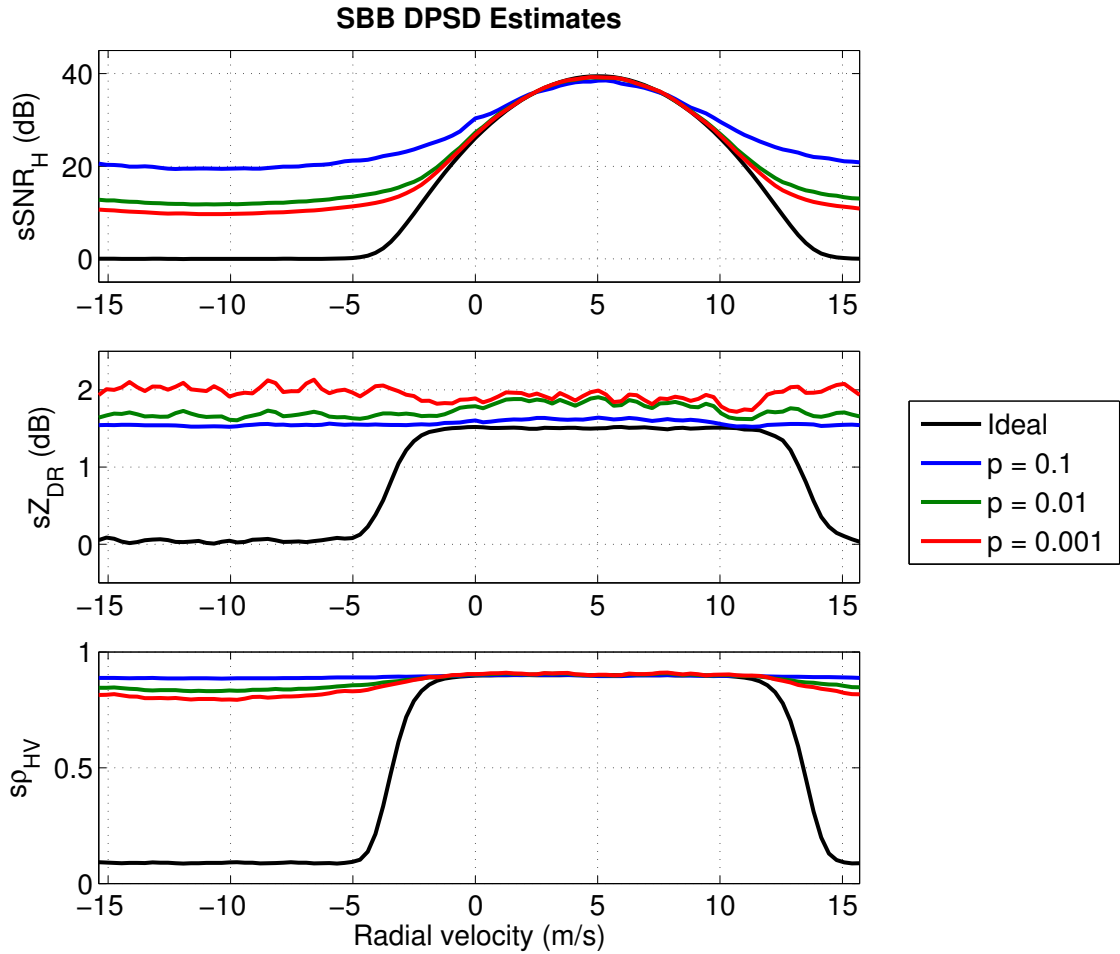 SBB DPSD Estimates
sSNR_H (dB)
40
20
0
−15 −10 −5 0 5 10 15
sZ_DR (dB)
2
1
0
−15 −10 −5 0 5 10 15
sρ_HV
1
0.5
0
−15 −10 −5 0 5 10 15
Radial velocity (m/s)
Ideal
p = 0.1
p = 0.01
p = 0.001